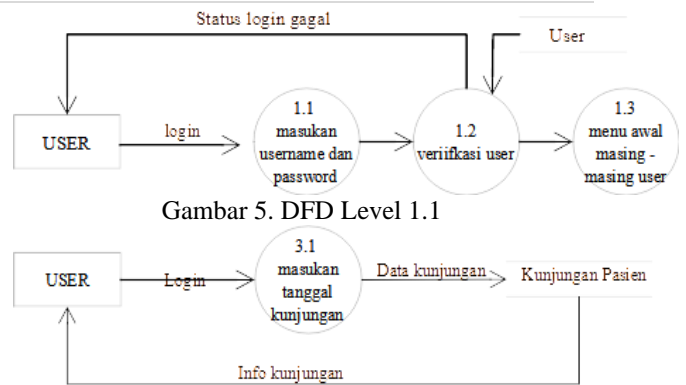 Status login gagal
User
USER
login
1.1
masukan
username dan
password
1.2
veriifkasi user
1.3
menu awal
masing -
masing user
Gambar 5. DFD Level 1.1
USER
Login
3.1
masukan
tanggal
kunjungan
Data kunjungan
Kunjungan Pasien
Info kunjungan